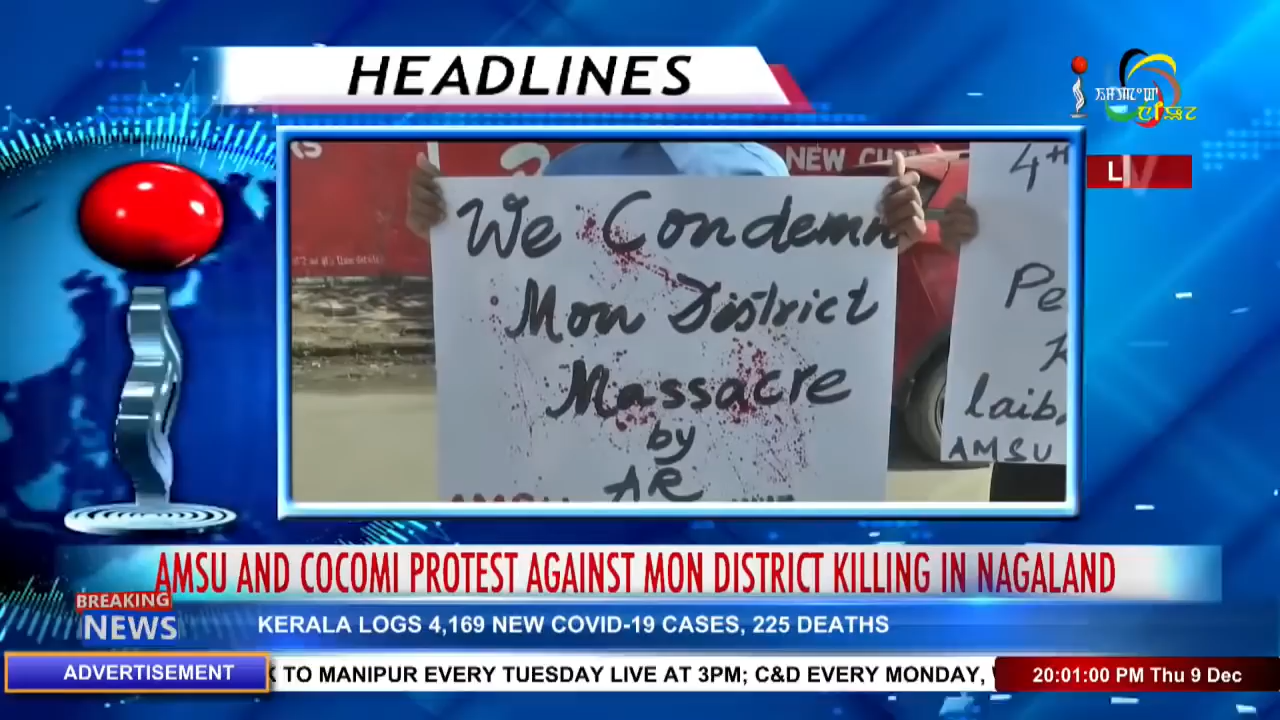 HEADLINES
LIV
NEW
We Condemn
Mon District
Massacre
by
AR
4th
Pe
laib
AMSU
AMSU AND COCOMI PROTEST AGAINST MON DISTRICT KILLING IN NAGALAND
BREAKING
NEWS
KERALA LOGS 4,169 NEW COVID-19 CASES, 225 DEATHS
ADVERTISEMENT
K TO MANIPUR EVERY TUESDAY LIVE AT 3PM; C&D EVERY MONDAY,
20:01:00 PM Thu 9 Dec